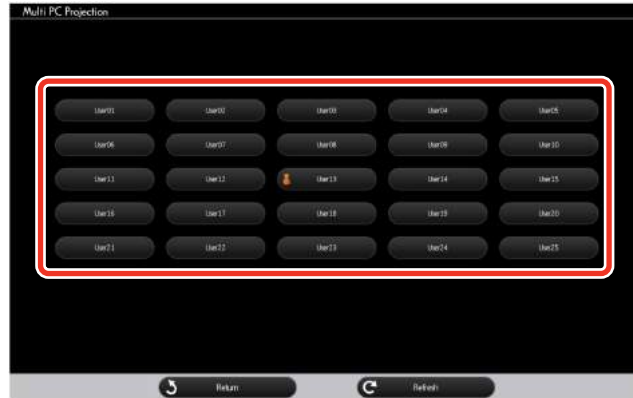 Multi PC Projection
User01 User02 User03 User04 User05
User06 User07 User08 User09 User10
User11 User12 User13 User14 User15
User16 User17 User18 User19 User20
User21 User22 User23 User24 User25
Return Refresh